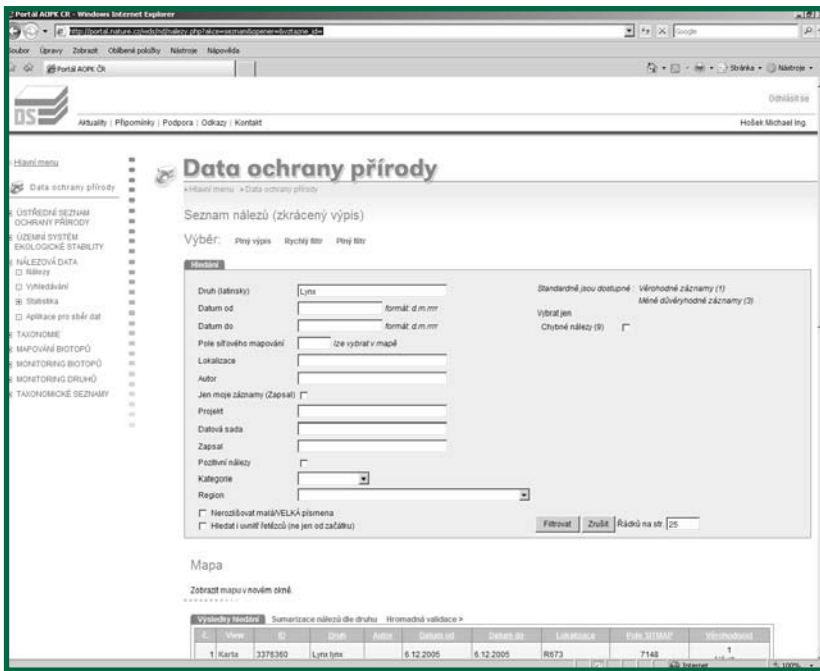 Portal AOPK CR - Windows Internet Explorer
http://portal.nature.cz/nd/nalezy.php?akce=seznam&opener=&vztazne_id=
Google
Soubor Úpravy Zobrazit Oblíbené položky Nástroje Nápověda
Portál AOPK ČR
Stránka Nástroje
Odhlásit se
DS
Aktuality | Připomínky | Podpora | Odkazy | Kontakt
Hošek Michael Ing.
Hlavní menu
Data ochrany přírody
ÚSTŘEDNÍ SEZNAM
OCHRANY PŘÍRODY
ÚZEMNÍ SYSTÉM
EKOLOGICKÉ STABILITY
NÁLEZOVÁ DATA
Nálezy
Vyhledávání
Statistika
Aplikace pro sběr dat
TAXONOMIE
MAPOVÁNÍ BIOTOPŮ
MONITORING BIOTOPŮ
MONITORING DRUHŮ
TAXONOMICKÉ SEZNAMY
Data ochrany přírody
Hlavní menu Data ochrany přírody
Seznam nálezů (zkrácený výpis)
Výběr: Plný výpis Rychlý filtr Plný filtr
Hledání
Druh (latinsky) Lynx
Datum od formát: d.m.rrrr
Datum do formát: d.m.rrrr
Pole síťového mapování lze vybrat v mapě
Lokalizace
Autor
Jen moje záznamy (Zapsal)
Projekt
Datová sada
Zapsal
Pozitivní nálezy
Kategorie
Region
Nerozlišovat malá/VELKÁ písmena
Hledat i uvnitř řetězců (ne jen od začátku)
Standardně jsou dostupné : Věrohodné záznamy (1)
Méně důvěryhodné záznamy (3)
Vybrat jen
Chybné nálezy (9)
Filtrovat Zrušit Řádků na str. 25
Mapa
Zobrazit mapu v novém okně.
Výsledky hledání Sumarizace nálezů dle druhu Hromadná validace >
č. View ID Druh Autor Datum od Datum do Lokalizace Pole SITMAP Věrohodnost
1 Karta 3376360 Lynx lynx 6.12.2005 6.12.2005 R673 7148 1
Internet 100%